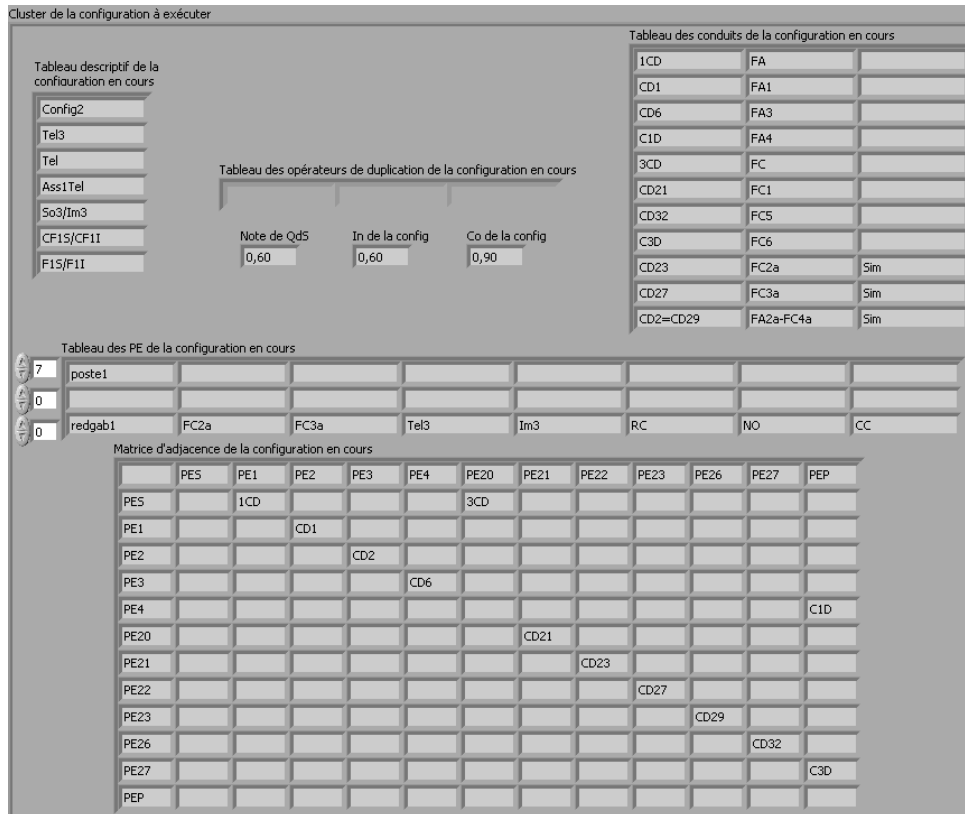 Cluster de la configuration à exécuter
Tableau descriptif de la
configuration en cours
Config2
Tel3
Tel
Ass1Tel
So3/Im3
CF1S/CF1I
F1S/F1I
Tableau des opérateurs de duplication de la configuration en cours
Note de QdS In de la config Co de la config
0,60 0,60 0,90
Tableau des conduits de la configuration en cours
1CD FA
CD1 FA1
CD6 FA3
C1D FA4
3CD FC
CD21 FC1
CD32 FC5
C3D FC6
CD23 FC2a Sim
CD27 FC3a Sim
CD2=CD29 FA2a-FC4a Sim
Tableau des PE de la configuration en cours
7 poste1
0
0 redgab1 FC2a FC3a Tel3 Im3 RC NO CC
Matrice d'adjacence de la configuration en cours
PES PE1 PE2 PE3 PE4 PE20 PE21 PE22 PE23 PE26 PE27 PEP
PES 1CD 3CD
PE1 CD1
PE2 CD2
PE3 CD6
PE4 C1D
PE20 CD21
PE21 CD23
PE22 CD27
PE23 CD29
PE26 CD32
PE27 C3D
PEP